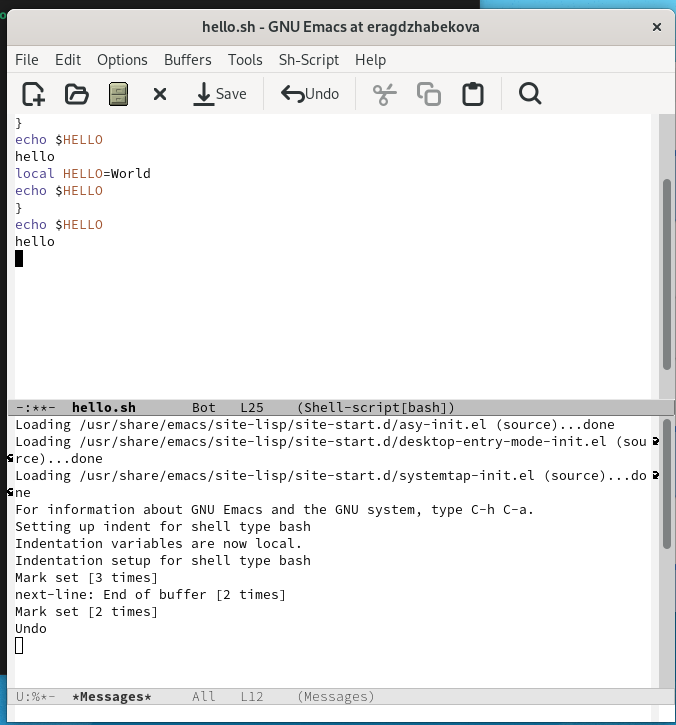 hello.sh - GNU Emacs at eragdzhabekova
File Edit Options Buffers Tools Sh-Script Help
Save Undo
}
echo $HELLO
hello
local HELLO=World
echo $HELLO
}
echo $HELLO
hello
-:**- hello.sh Bot L25 (Shell-script[bash])
Loading /usr/share/emacs/site-lisp/site-start.d/asy-init.el (source)...done
Loading /usr/share/emacs/site-lisp/site-start.d/desktop-entry-mode-init.el (sou
rce)...done
Loading /usr/share/emacs/site-lisp/site-start.d/systemtap-init.el (source)...do
ne
For information about GNU Emacs and the GNU system, type C-h C-a.
Setting up indent for shell type bash
Indentation variables are now local.
Indentation setup for shell type bash
Mark set [3 times]
next-line: End of buffer [2 times]
Mark set [2 times]
Undo
U:%*- *Messages* All L12 (Messages)